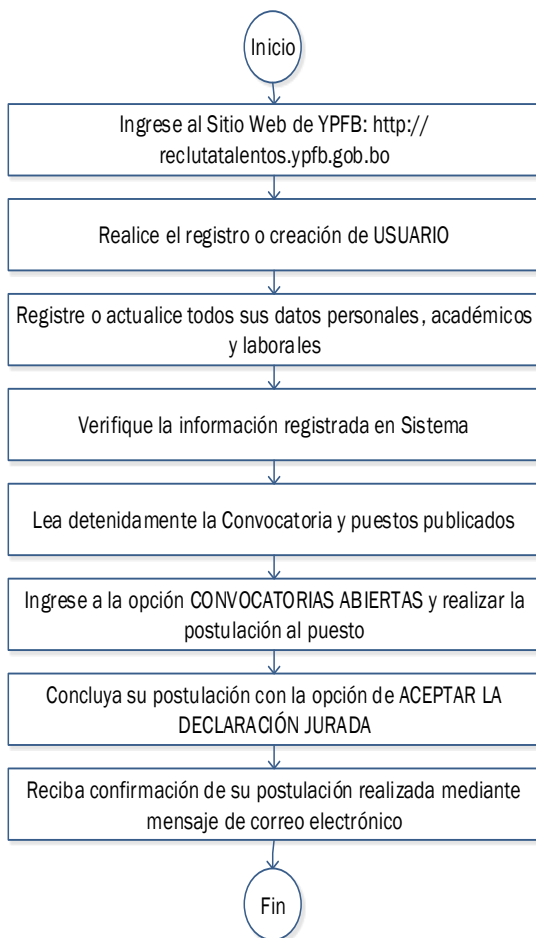 Inicio
Ingrese al Sitio Web de YPFB: http://
reclutatalentos.ypfb.gob.bo
Realice el registro o creación de USUARIO
Registre o actualice todos sus datos personales, académicos
y laborales
Verifique la información registrada en Sistema
Lea detenidamente la Convocatoria y puestos publicados
Ingrese a la opción CONVOCATORIAS ABIERTAS y realizar la
postulación al puesto
Concluya su postulación con la opción de ACEPTAR LA
DECLARACIÓN JURADA
Reciba confirmación de su postulación realizada mediante
mensaje de correo electrónico
Fin